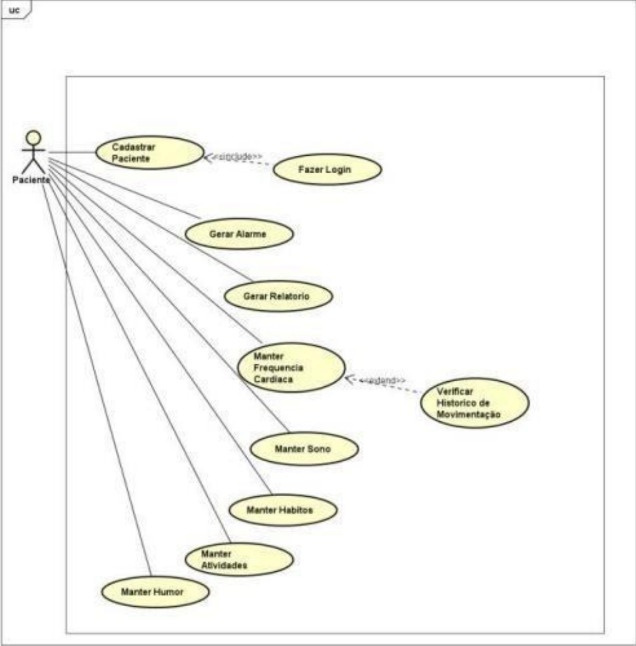 uc
Paciente
Cadastrar
Paciente
<<include>>
Fazer Login
Gerar Alarme
Gerar Relatorio
Manter
Frequencia
Cardíaca
<<extend>>
Verificar
Historico de
Movimentação
Manter Sono
Manter Habitos
Manter
Atividades
Manter Humor